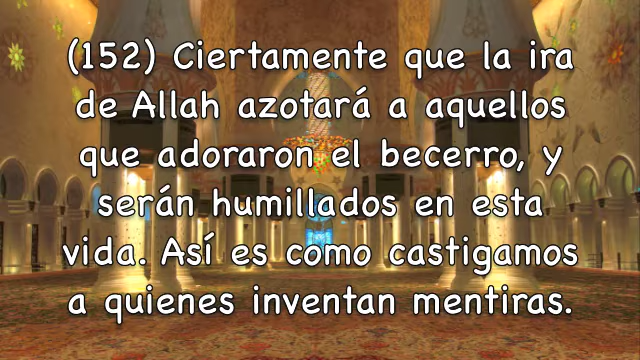 (152) Ciertamente que la ira
de Allah azotará a aquellos
que adoraron el becerro, y
serán humillados en esta
vida. Así es como castigamos
a quienes inventan mentiras.